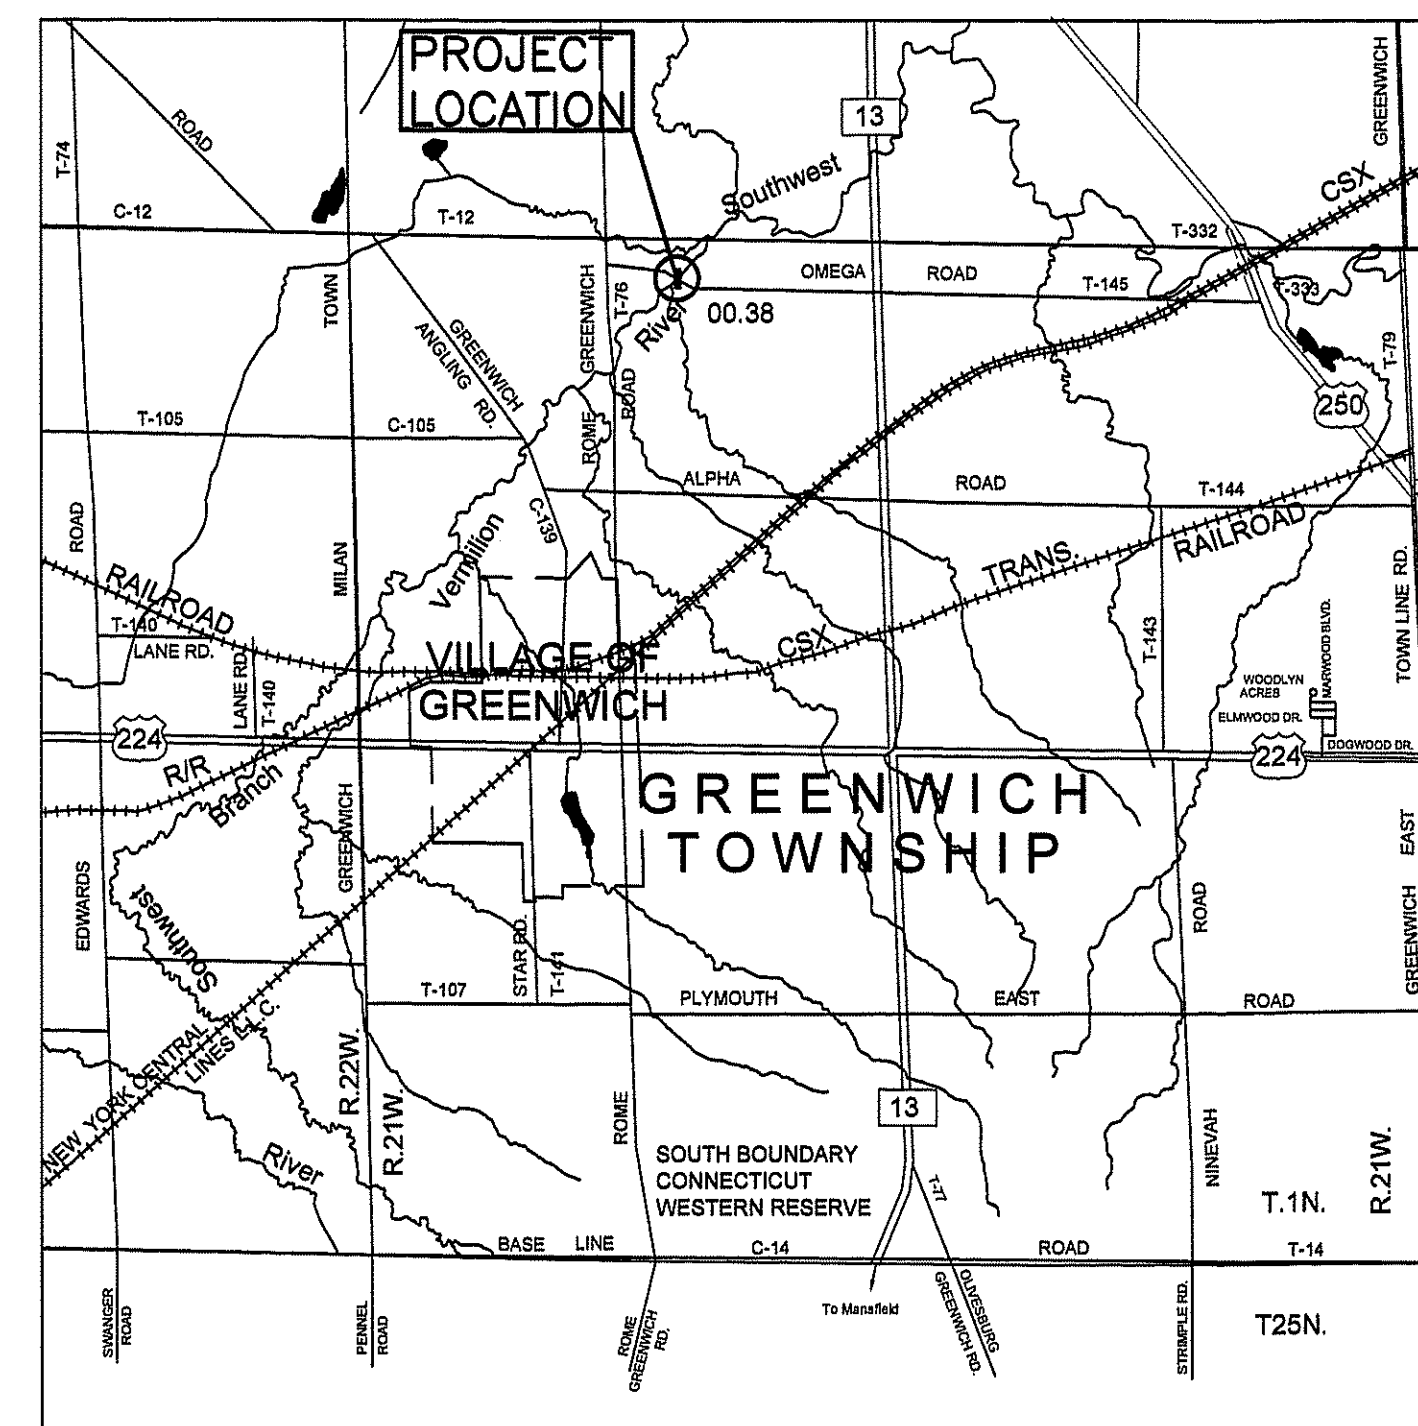 PROJECT
LOCATION
13
GREENWICH
ROAD
T-74
CSX
Southwest
C-12
T-12
T-332
OMEGA ROAD
T-145
T-333
TOWN
GREENWICH
T-76
River
00.38
GREENWICH
ANGLING RD.
T-79
250
ROAD
ROME
T-105
C-105
ALPHA ROAD
T-144
C-139
ROAD
MILAN
Vermilion
TRANS.
RAILROAD
RAILROAD
T-140
LANE RD.
LANE RD.
T-140
CSX
T-143
TOWN LINE RD.
MARWOOD BLVD.
WOODLYN
ACRES
ELMWOOD DR.
DOGWOOD DR.
VILLAGE OF
GREENWICH
224
224
R/R
Branch
GREENWICH
GREENWICH
TOWNSHIP
EAST
GREENWICH
EDWARDS
Southwest
ROAD
STAR RD.
T-141
T-107
PLYMOUTH EAST ROAD
NEW YORK CENTRAL
LINES L.L.C.
R.22W.
R.21W.
ROME
13
River
SOUTH BOUNDARY
CONNECTICUT
WESTERN RESERVE
T-77
NINEVAH
R.21W.
T.1N.
BASE LINE C-14 ROAD T-14
SWANGER
ROAD
PENNEL
ROAD
ROME
GREENWICH
RD.
To Mansfield
OLIVESBURG
GREENWICH RD.
STRIMPLE RD.
T25N.